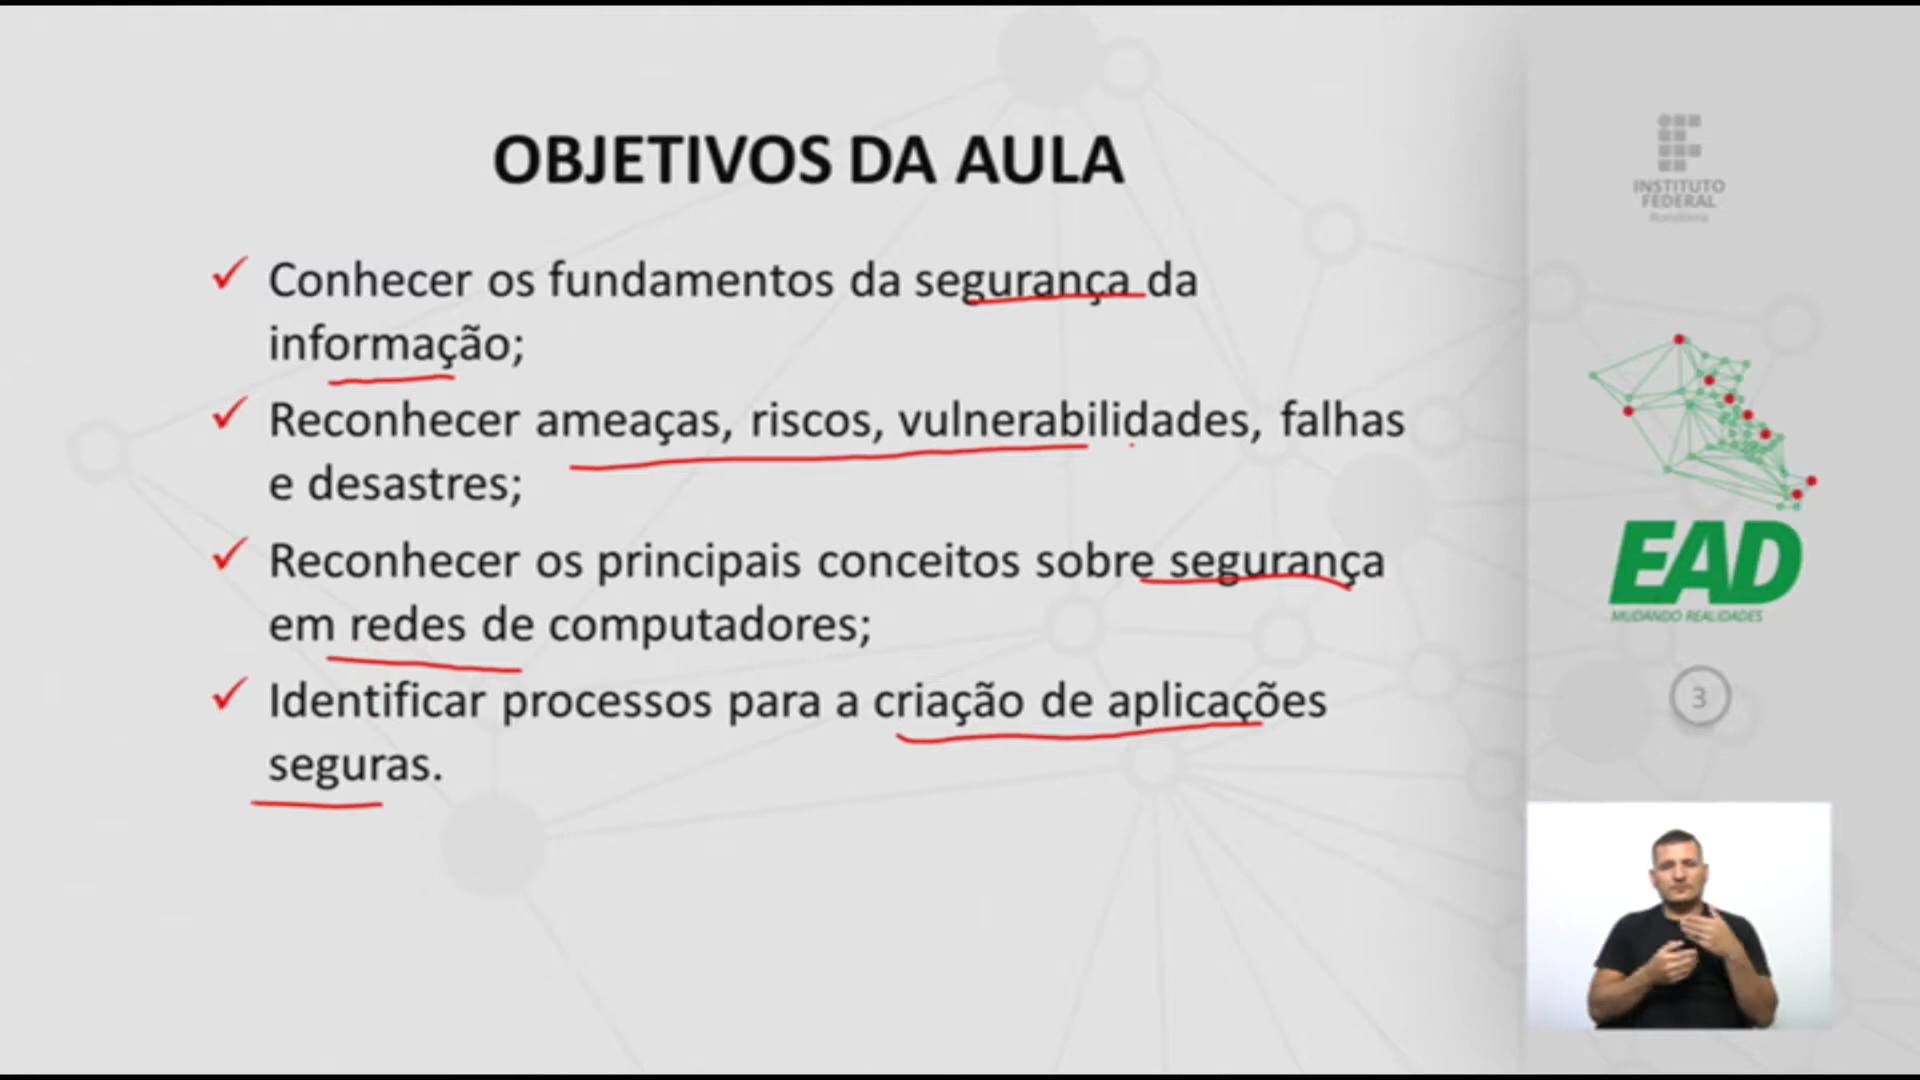 OBJETIVOS DA AULA
Conhecer os fundamentos da segurança da
informação;
Reconhecer ameaças, riscos, vulnerabilidades, falhas
e desastres;
Reconhecer os principais conceitos sobre segurança
em redes de computadores;
Identificar processos para a criação de aplicações
seguras.
INSTITUTO
FEDERAL
Rondônia
EAD
MUDANDO REALIDADES
3